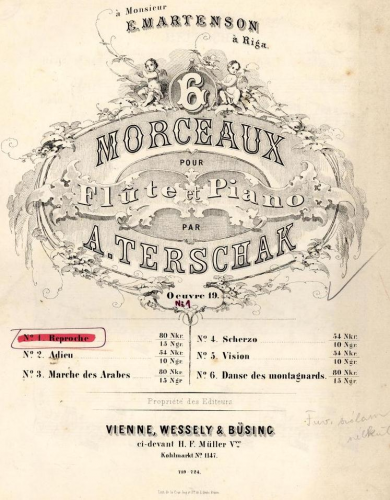 à Monsieur
E. MARTENSON
à Riga.
6
MORCEAUX
POUR
Flûte et Piano
PAR
A. TERSCHAK
Oeuvre 19.
№1
Nº 1. Reproche 80 Nkr. 15 Ngr.
Nº 2. Adieu 54 Nkr. 10 Ngr.
Nº 3. Marche des Arabes 80 Nkr. 15 Ngr.
Nº 4. Scherzo 54 Nkr. 10 Ngr.
Nº 5. Vision 54 Nkr. 10 Ngr.
Nº 6. Danse des montagnards. 80 Nkr. 15 Ngr.
Propriété des Editeurs.
VIENNE, WESSELY & BÜSING
ci-devant H. F. Müller Vve.
Kohlmarkt Nº 1147.
719-724.